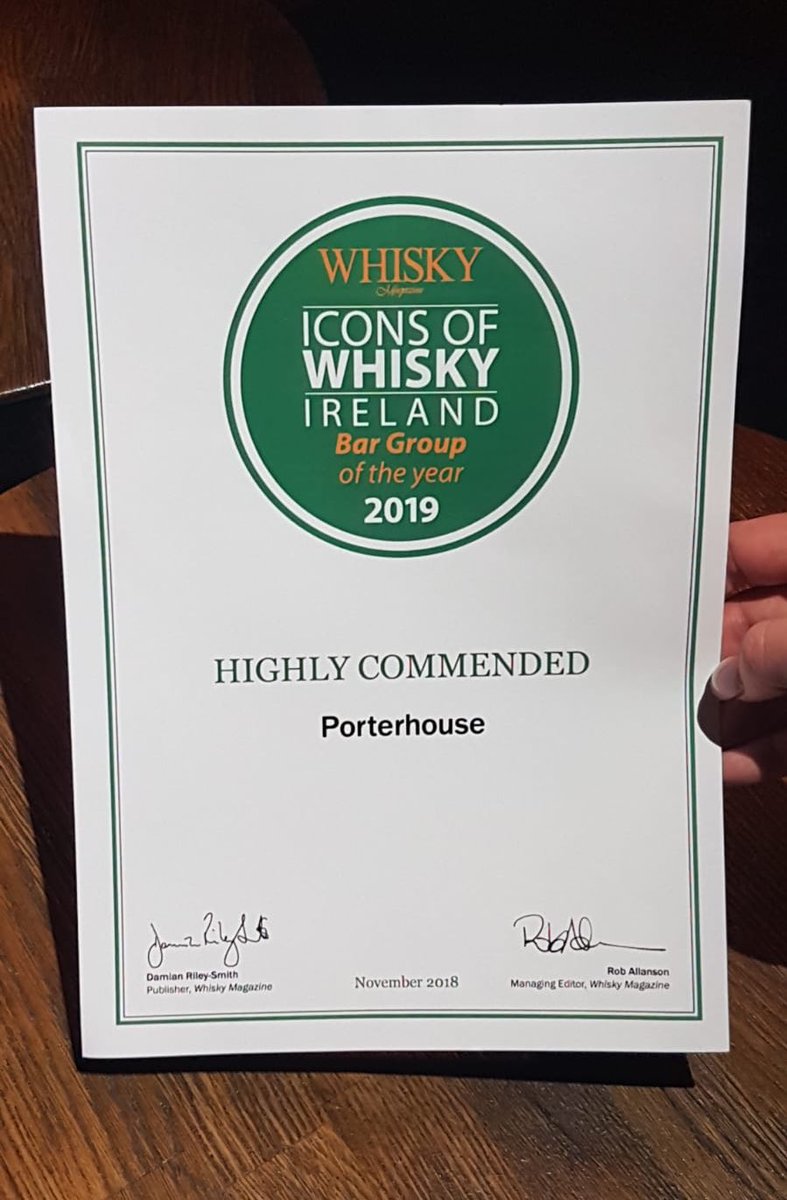 WHISKY
Magazine
ICONS OF
WHISKY
IRELAND
Bar Group
of the year
2019
HIGHLY COMMENDED
Porterhouse
Damian Riley-Smith
Publisher, Whisky Magazine
November 2018
Rob Allanson
Managing Editor, Whisky Magazine